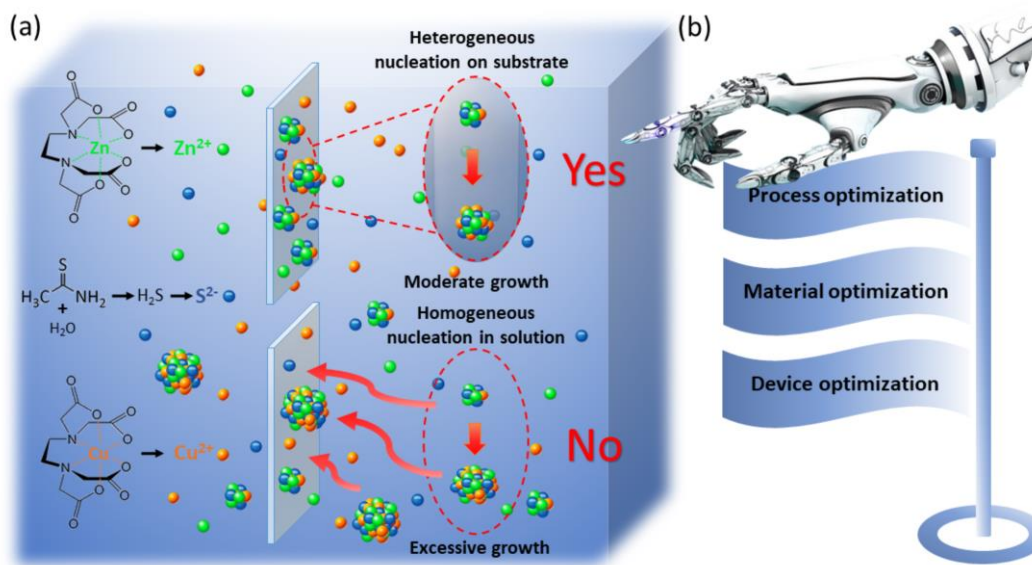 (a)
Heterogeneous
nucleation on substrate
Yes
Moderate growth
Homogeneous
nucleation in solution
No
Excessive growth
O
O
O
O
N
N
Zn
O
O
O
O
Zn²⁺
S
H₃C
NH₂
+
H₂O
H₂S
S²⁻
O
O
O
O
N
N
Cu
O
O
O
O
Cu²⁺
(b)
Process optimization
Material optimization
Device optimization